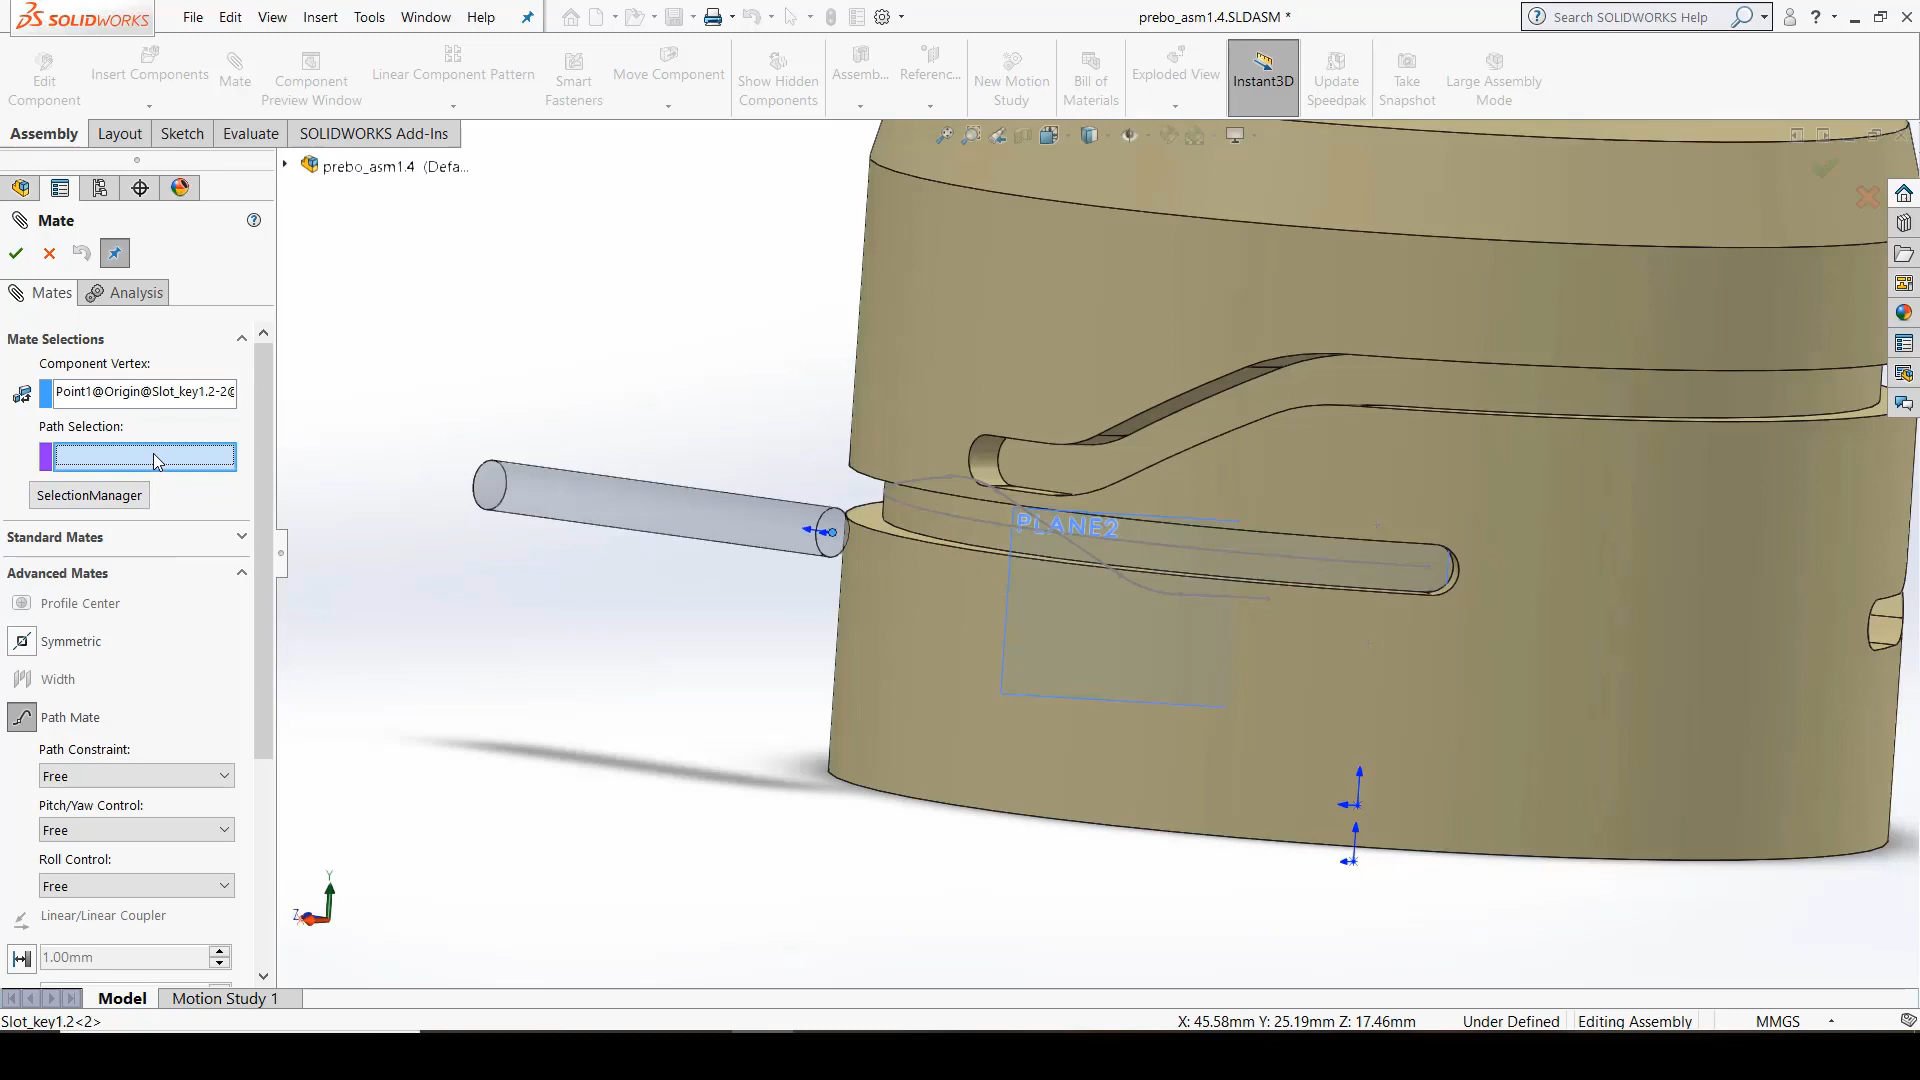 SOLIDWORKS
File Edit View Insert Tools Window Help
prebo_asm1.4.SLDASM *
Search SOLIDWORKS Help
?
Edit Component
Insert Components
Mate
Component Preview Window
Linear Component Pattern
Smart Fasteners
Move Component
Show Hidden Components
Assemb...
Referenc...
New Motion Study
Bill of Materials
Exploded View
Instant3D
Update Speedpak
Take Snapshot
Large Assembly Mode
Assembly Layout Sketch Evaluate SOLIDWORKS Add-Ins
prebo_asm1.4 (Defa...
Mate
Mates Analysis
Mate Selections
Component Vertex:
Point1@Origin@Slot_key1.2-2@
Path Selection:
SelectionManager
Standard Mates
Advanced Mates
Profile Center
Symmetric
Width
Path Mate
Path Constraint:
Free
Pitch/Yaw Control:
Free
Roll Control:
Free
Linear/Linear Coupler
1.00mm
PLANE2
Y
Z
Model Motion Study 1
Slot_key1.2<2>
X: 45.58mm Y: 25.19mm Z: 17.46mm
Under Defined
Editing Assembly
MMGS